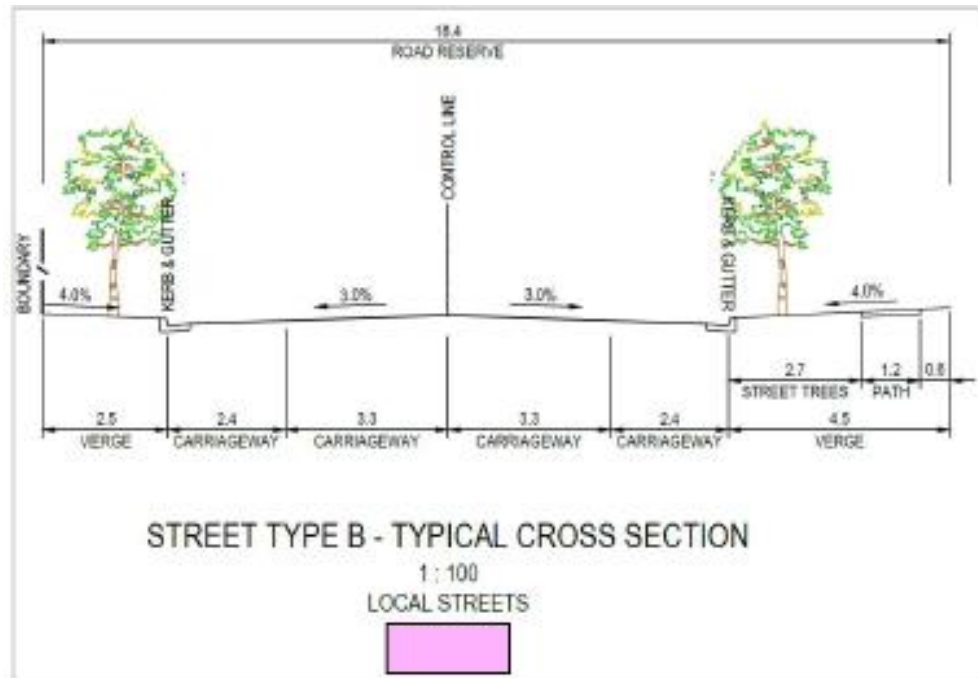 18.4
ROAD RESERVE
CONTROL LINE
KERB & GUTTER
KERB & GUTTER
BOUNDARY
4.0%
3.0%
3.0%
4.0%
2.7
1.2
0.6
STREET TREES
PATH
2.5
2.4
3.3
3.3
2.4
4.5
VERGE
CARRIAGEWAY
CARRIAGEWAY
CARRIAGEWAY
CARRIAGEWAY
VERGE
STREET TYPE B - TYPICAL CROSS SECTION
1 : 100
LOCAL STREETS